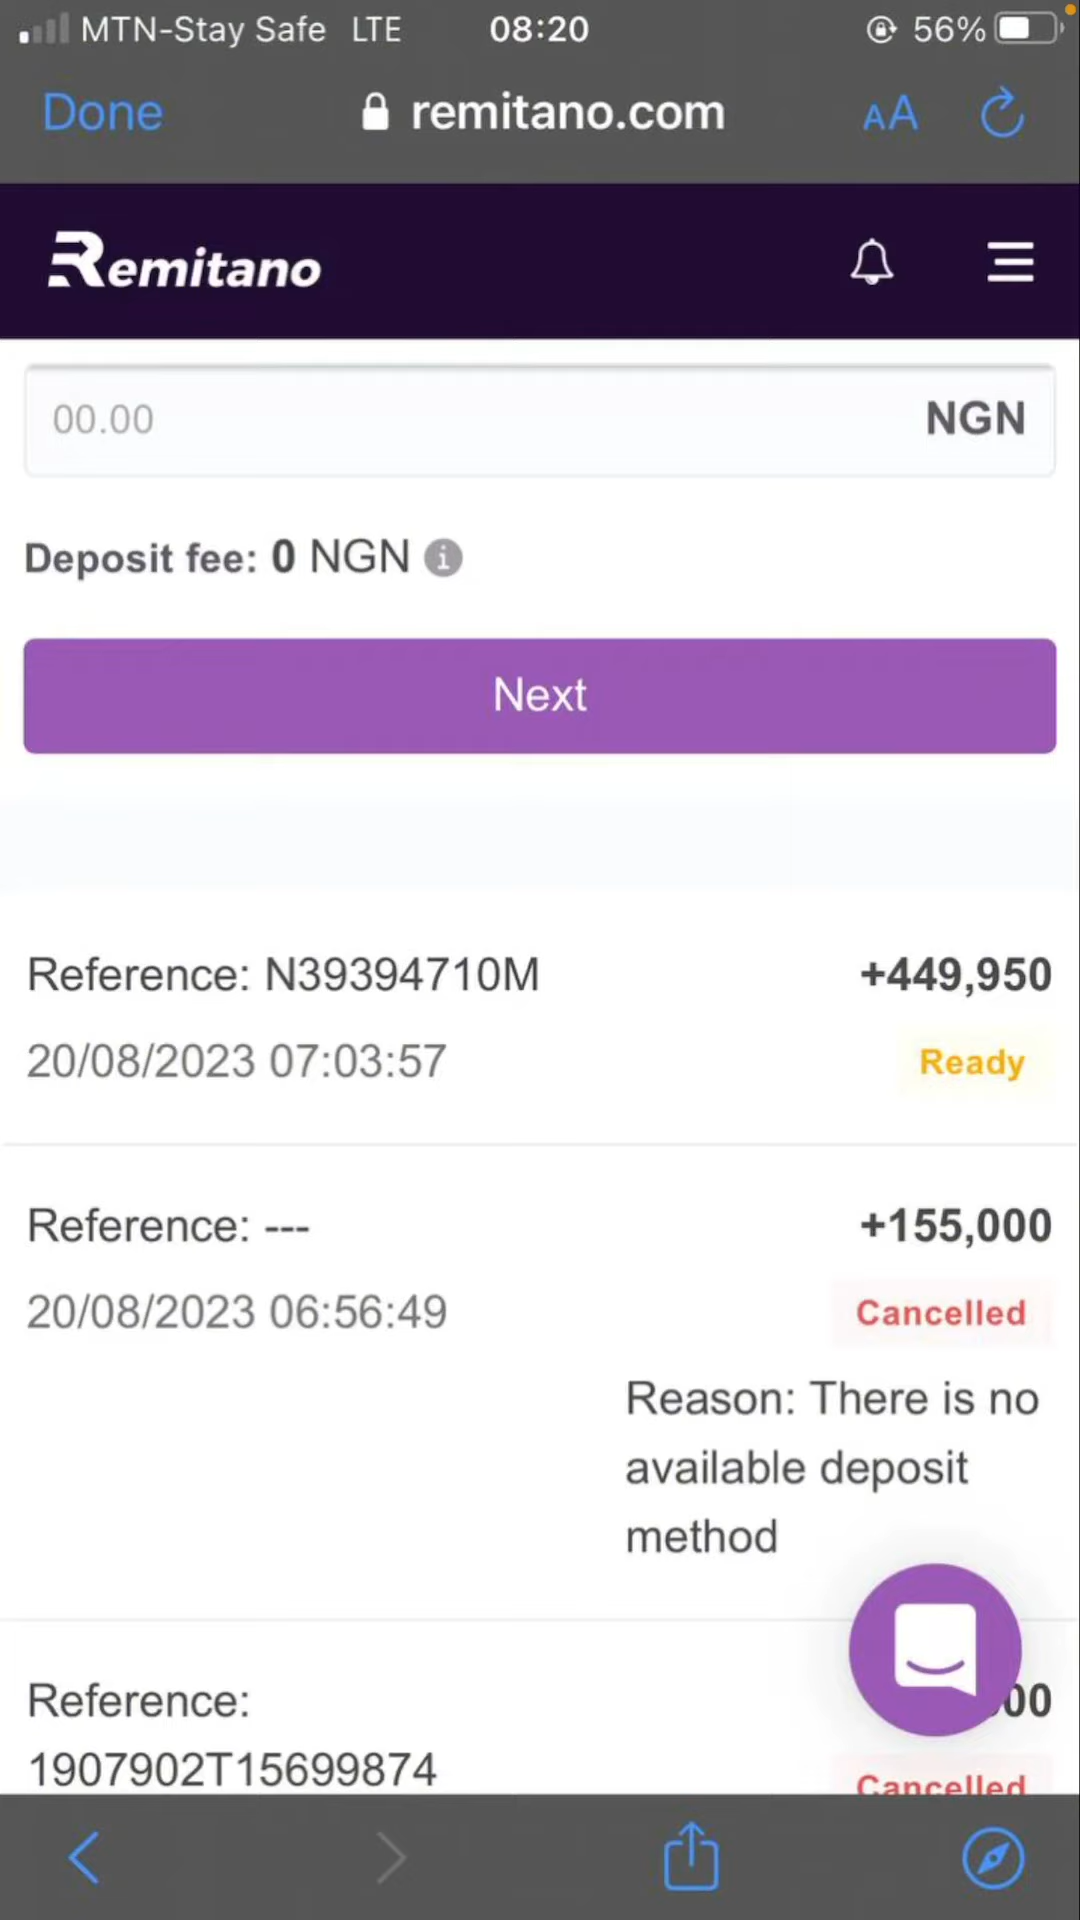 MTN-Stay Safe LTE 08:20 56%
Done remitano.com AA
Remitano
00.00 NGN
Deposit fee: 0 NGN
Next
Reference: N39394710M +449,950
20/08/2023 07:03:57 Ready
Reference: --- +155,000
20/08/2023 06:56:49 Cancelled
Reason: There is no
available deposit
method
Reference: 00
1907902T15699874 Cancelled